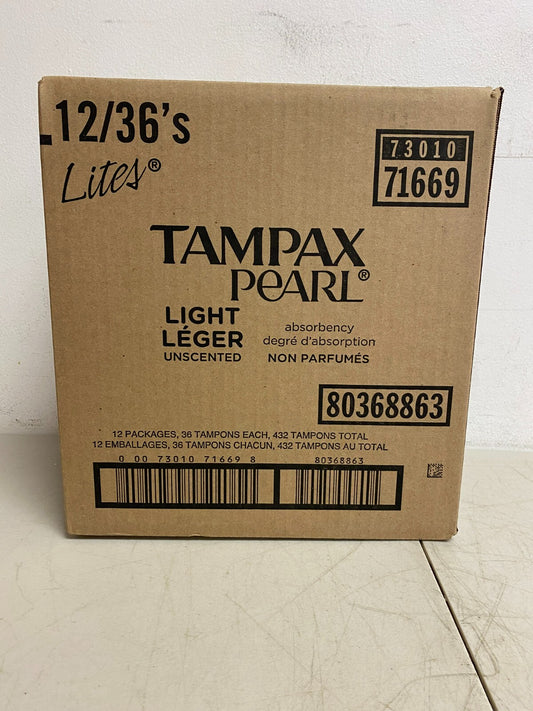 12/36's
Lites®
73010
71669
TAMPAX
PEARL®
LIGHT
LÉGER
UNSCENTED
absorbency
degré d'absorption
NON PARFUMÉS
80368863
12 PACKAGES, 36 TAMPONS EACH, 432 TAMPONS TOTAL
12 EMBALLAGES, 36 TAMPONS CHACUN, 432 TAMPONS AU TOTAL
0 00 73010 71669 8
80368863